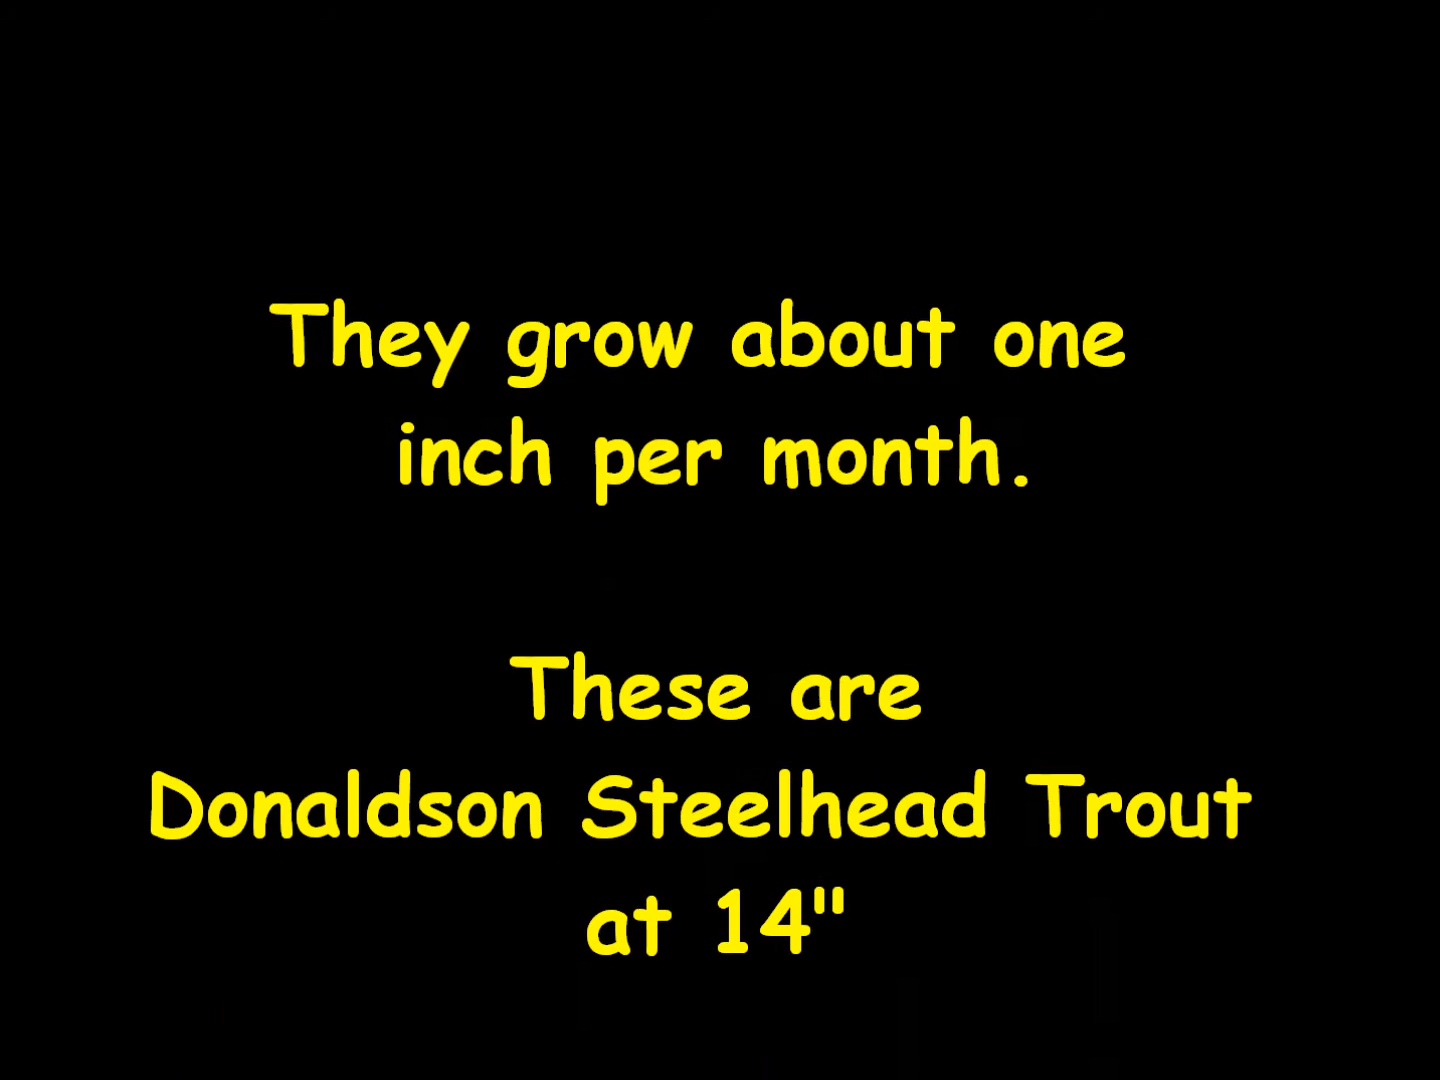 They grow about one
inch per month.
These are
Donaldson Steelhead Trout
at 14"